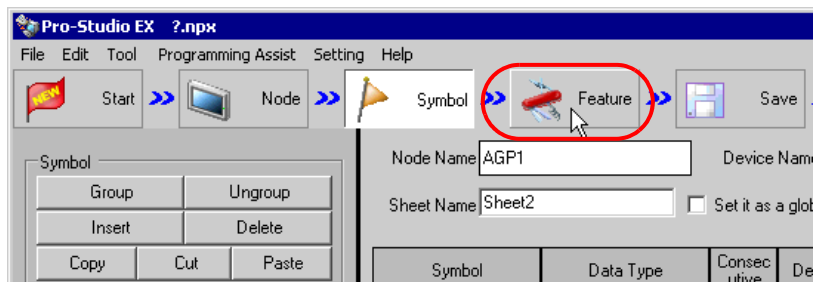 Pro-Studio EX ?.npx
File Edit Tool Programming Assist Setting Help
NEW Start Node Symbol Feature Save
Symbol
Group Ungroup
Insert Delete
Copy Cut Paste
Node Name AGP1 Device Name
Sheet Name Sheet2 Set it as a glob
Symbol Data Type Consec
utive De